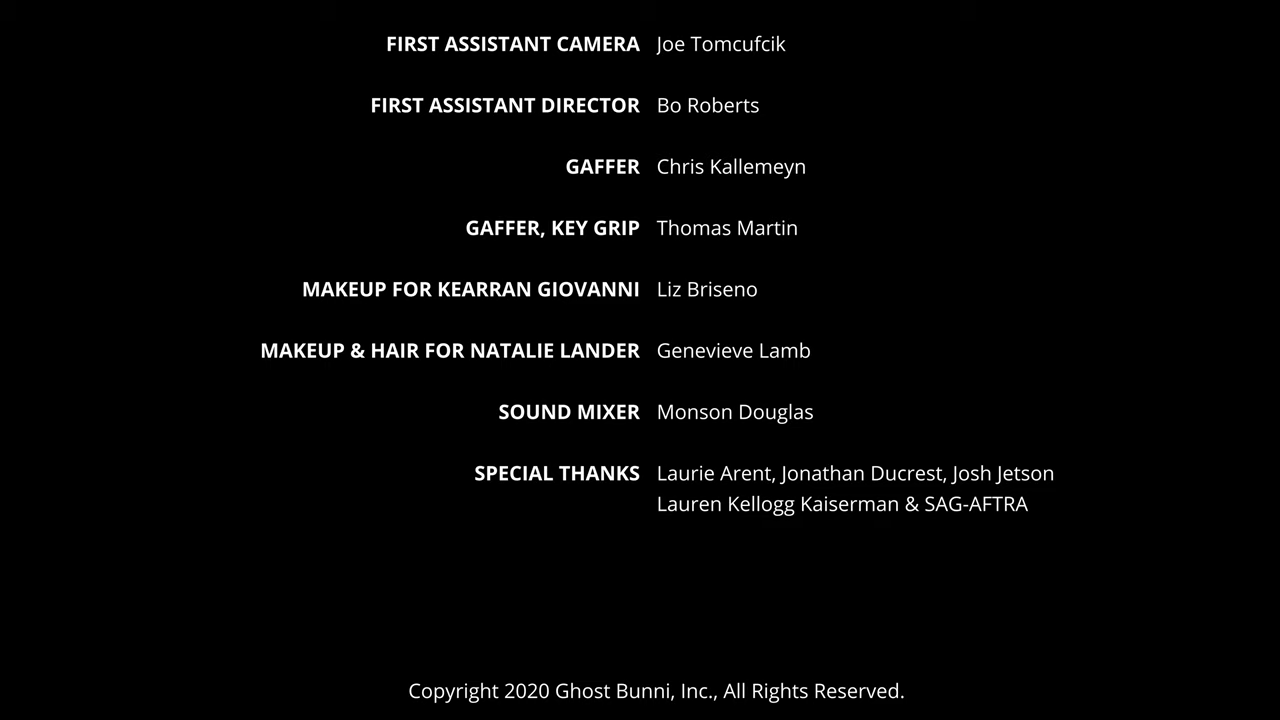 FIRST ASSISTANT CAMERA Joe Tomcufcik
FIRST ASSISTANT DIRECTOR Bo Roberts
GAFFER Chris Kallemeyn
GAFFER, KEY GRIP Thomas Martin
MAKEUP FOR KEARRAN GIOVANNI Liz Briseno
MAKEUP & HAIR FOR NATALIE LANDER Genevieve Lamb
SOUND MIXER Monson Douglas
SPECIAL THANKS Laurie Arent, Jonathan Ducrest, Josh Jetson
Lauren Kellogg Kaiserman & SAG-AFTRA
Copyright 2020 Ghost Bunni, Inc., All Rights Reserved.